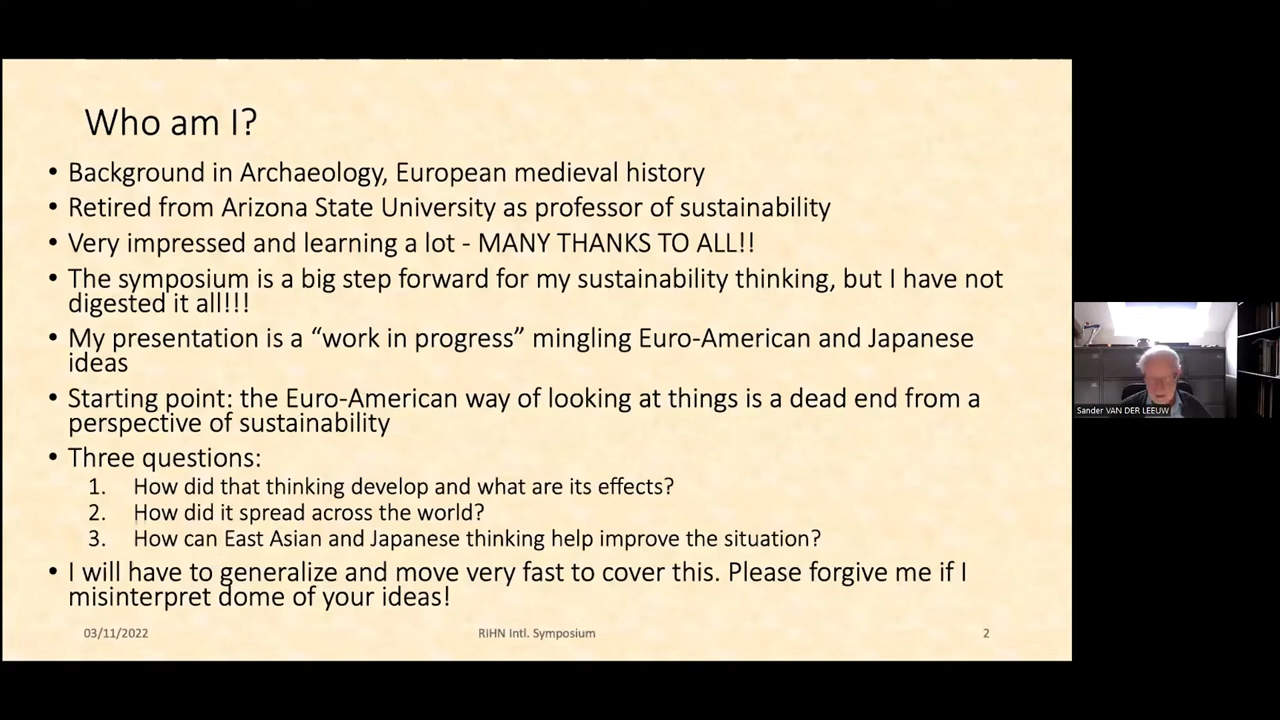 Who am I?
• Background in Archaeology, European medieval history
• Retired from Arizona State University as professor of sustainability
• Very impressed and learning a lot - MANY THANKS TO ALL!!
• The symposium is a big step forward for my sustainability thinking, but I have not
digested it all!!!
• My presentation is a “work in progress” mingling Euro-American and Japanese
ideas
• Starting point: the Euro-American way of looking at things is a dead end from a
perspective of sustainability
• Three questions:
1. How did that thinking develop and what are its effects?
2. How did it spread across the world?
3. How can East Asian and Japanese thinking help improve the situation?
• I will have to generalize and move very fast to cover this. Please forgive me if I
misinterpret dome of your ideas!
03/11/2022 RIHN Intl. Symposium 2
Sander VAN DER LEEUW